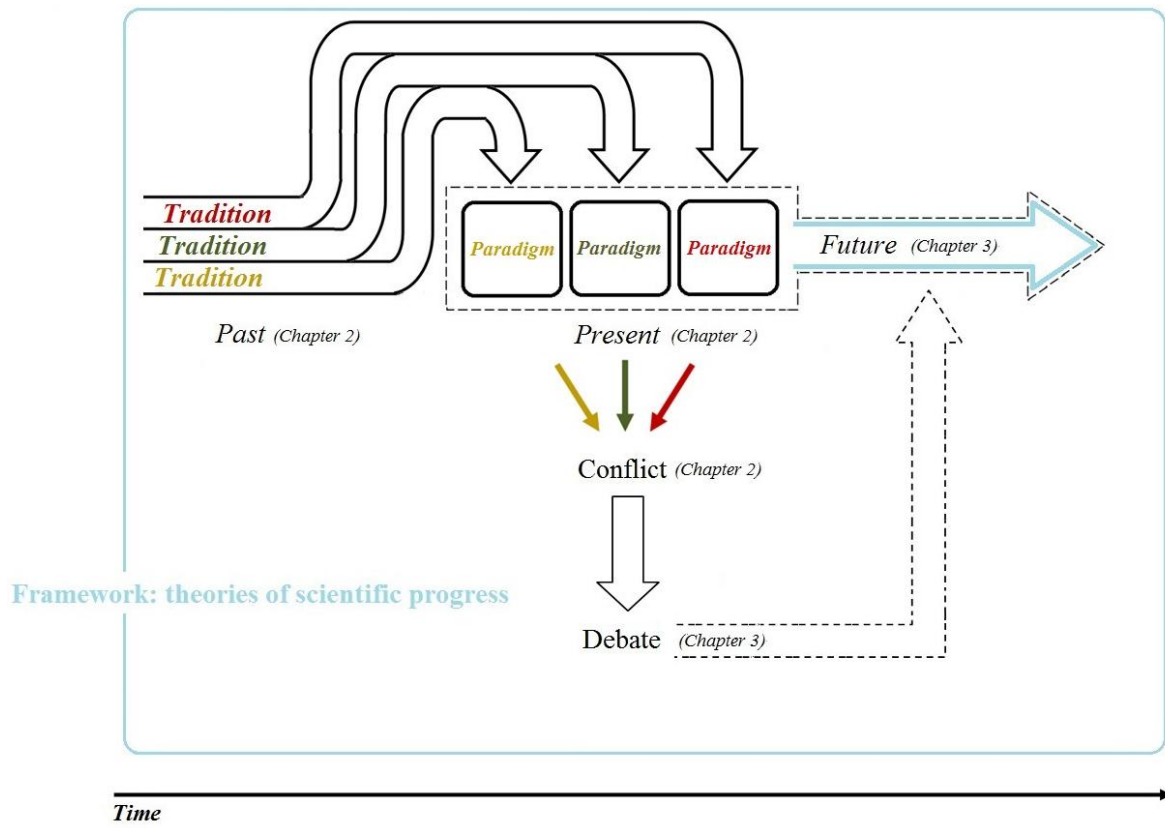 Tradition
Tradition
Tradition
Paradigm
Paradigm
Paradigm
Future (Chapter 3)
Past (Chapter 2)
Present (Chapter 2)
Conflict (Chapter 2)
Framework: theories of scientific progress
Debate (Chapter 3)
Time